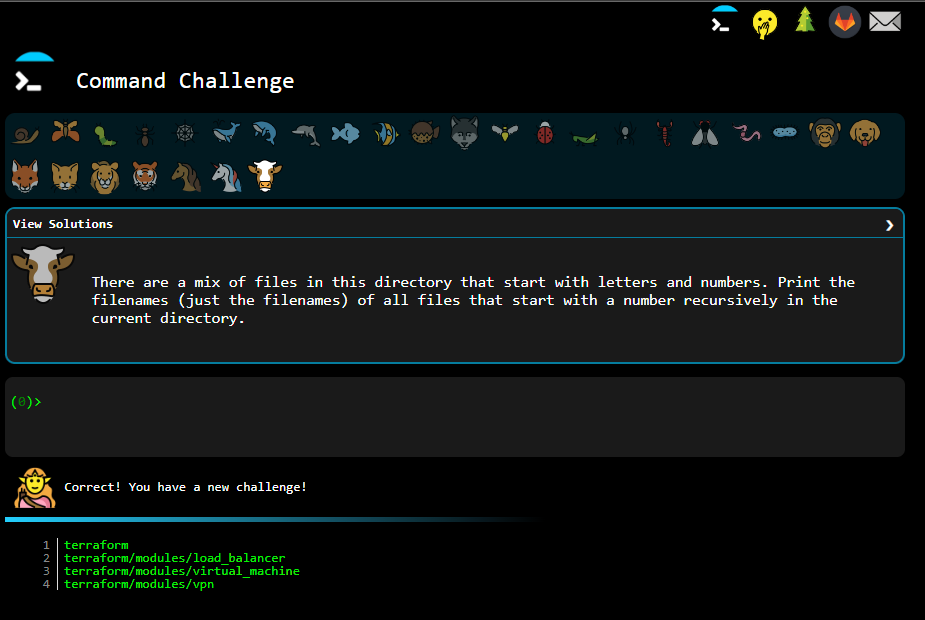 Command Challenge
View Solutions
There are a mix of files in this directory that start with letters and numbers. Print the
filenames (just the filenames) of all files that start with a number recursively in the
current directory.
(0)>
Correct! You have a new challenge!
1 terraform
2 terraform/modules/load_balancer
3 terraform/modules/virtual_machine
4 terraform/modules/vpn